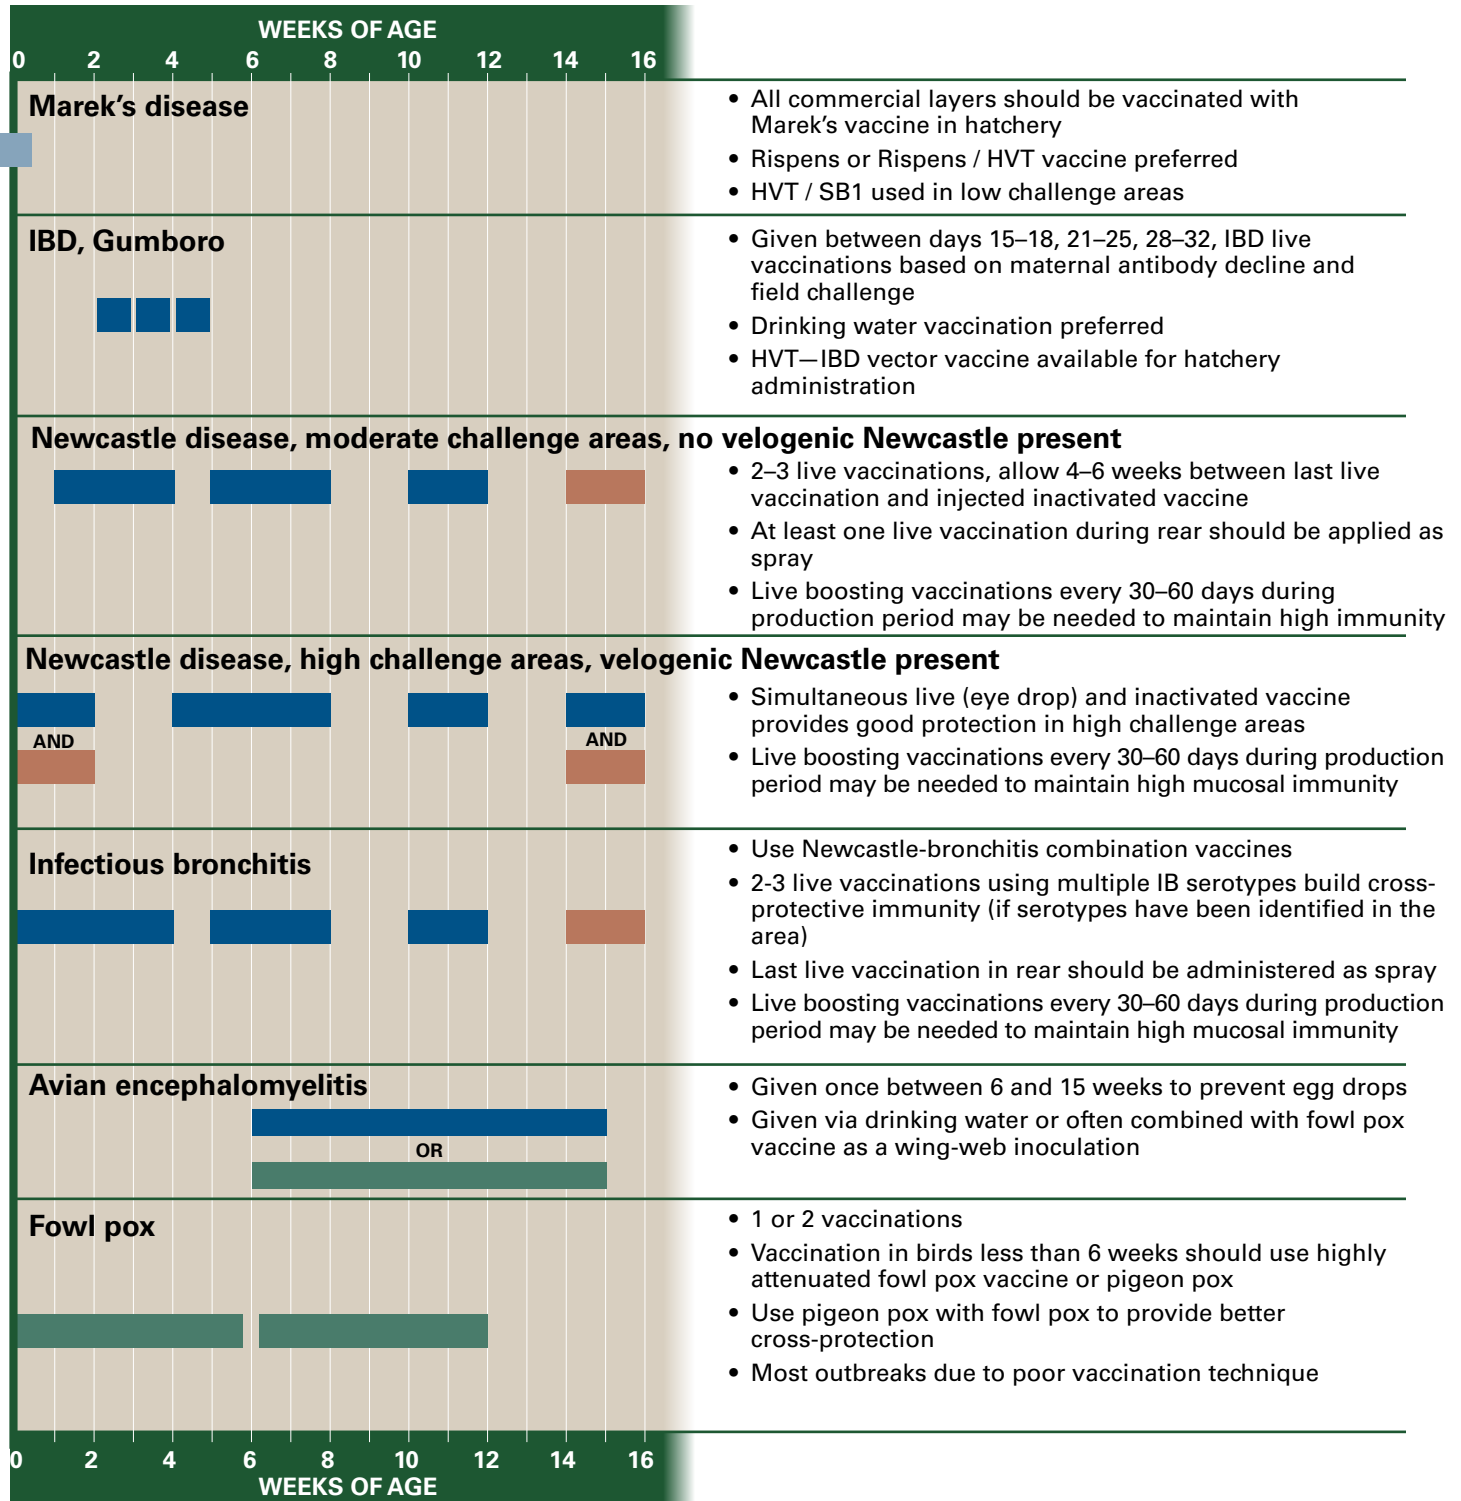 WEEKS OF AGE
0 2 4 6 8 10 12 14 16
Marek's disease
• All commercial layers should be vaccinated with
Marek's vaccine in hatchery
• Rispens or Rispens / HVT vaccine preferred
• HVT / SB1 used in low challenge areas
IBD, Gumboro
• Given between days 15–18, 21–25, 28–32, IBD live
vaccinations based on maternal antibody decline and
field challenge
• Drinking water vaccination preferred
• HVT—IBD vector vaccine available for hatchery
administration
Newcastle disease, moderate challenge areas, no velogenic Newcastle present
• 2–3 live vaccinations, allow 4–6 weeks between last live
vaccination and injected inactivated vaccine
• At least one live vaccination during rear should be applied as
spray
• Live boosting vaccinations every 30–60 days during
production period may be needed to maintain high immunity
Newcastle disease, high challenge areas, velogenic Newcastle present
AND
AND
• Simultaneous live (eye drop) and inactivated vaccine
provides good protection in high challenge areas
• Live boosting vaccinations every 30–60 days during production
period may be needed to maintain high mucosal immunity
Infectious bronchitis
• Use Newcastle-bronchitis combination vaccines
• 2-3 live vaccinations using multiple IB serotypes build cross-
protective immunity (if serotypes have been identified in the
area)
• Last live vaccination in rear should be administered as spray
• Live boosting vaccinations every 30–60 days during production
period may be needed to maintain high mucosal immunity
Avian encephalomyelitis
OR
• Given once between 6 and 15 weeks to prevent egg drops
• Given via drinking water or often combined with fowl pox
vaccine as a wing-web inoculation
Fowl pox
• 1 or 2 vaccinations
• Vaccination in birds less than 6 weeks should use highly
attenuated fowl pox vaccine or pigeon pox
• Use pigeon pox with fowl pox to provide better
cross-protection
• Most outbreaks due to poor vaccination technique
0 2 4 6 8 10 12 14 16
WEEKS OF AGE